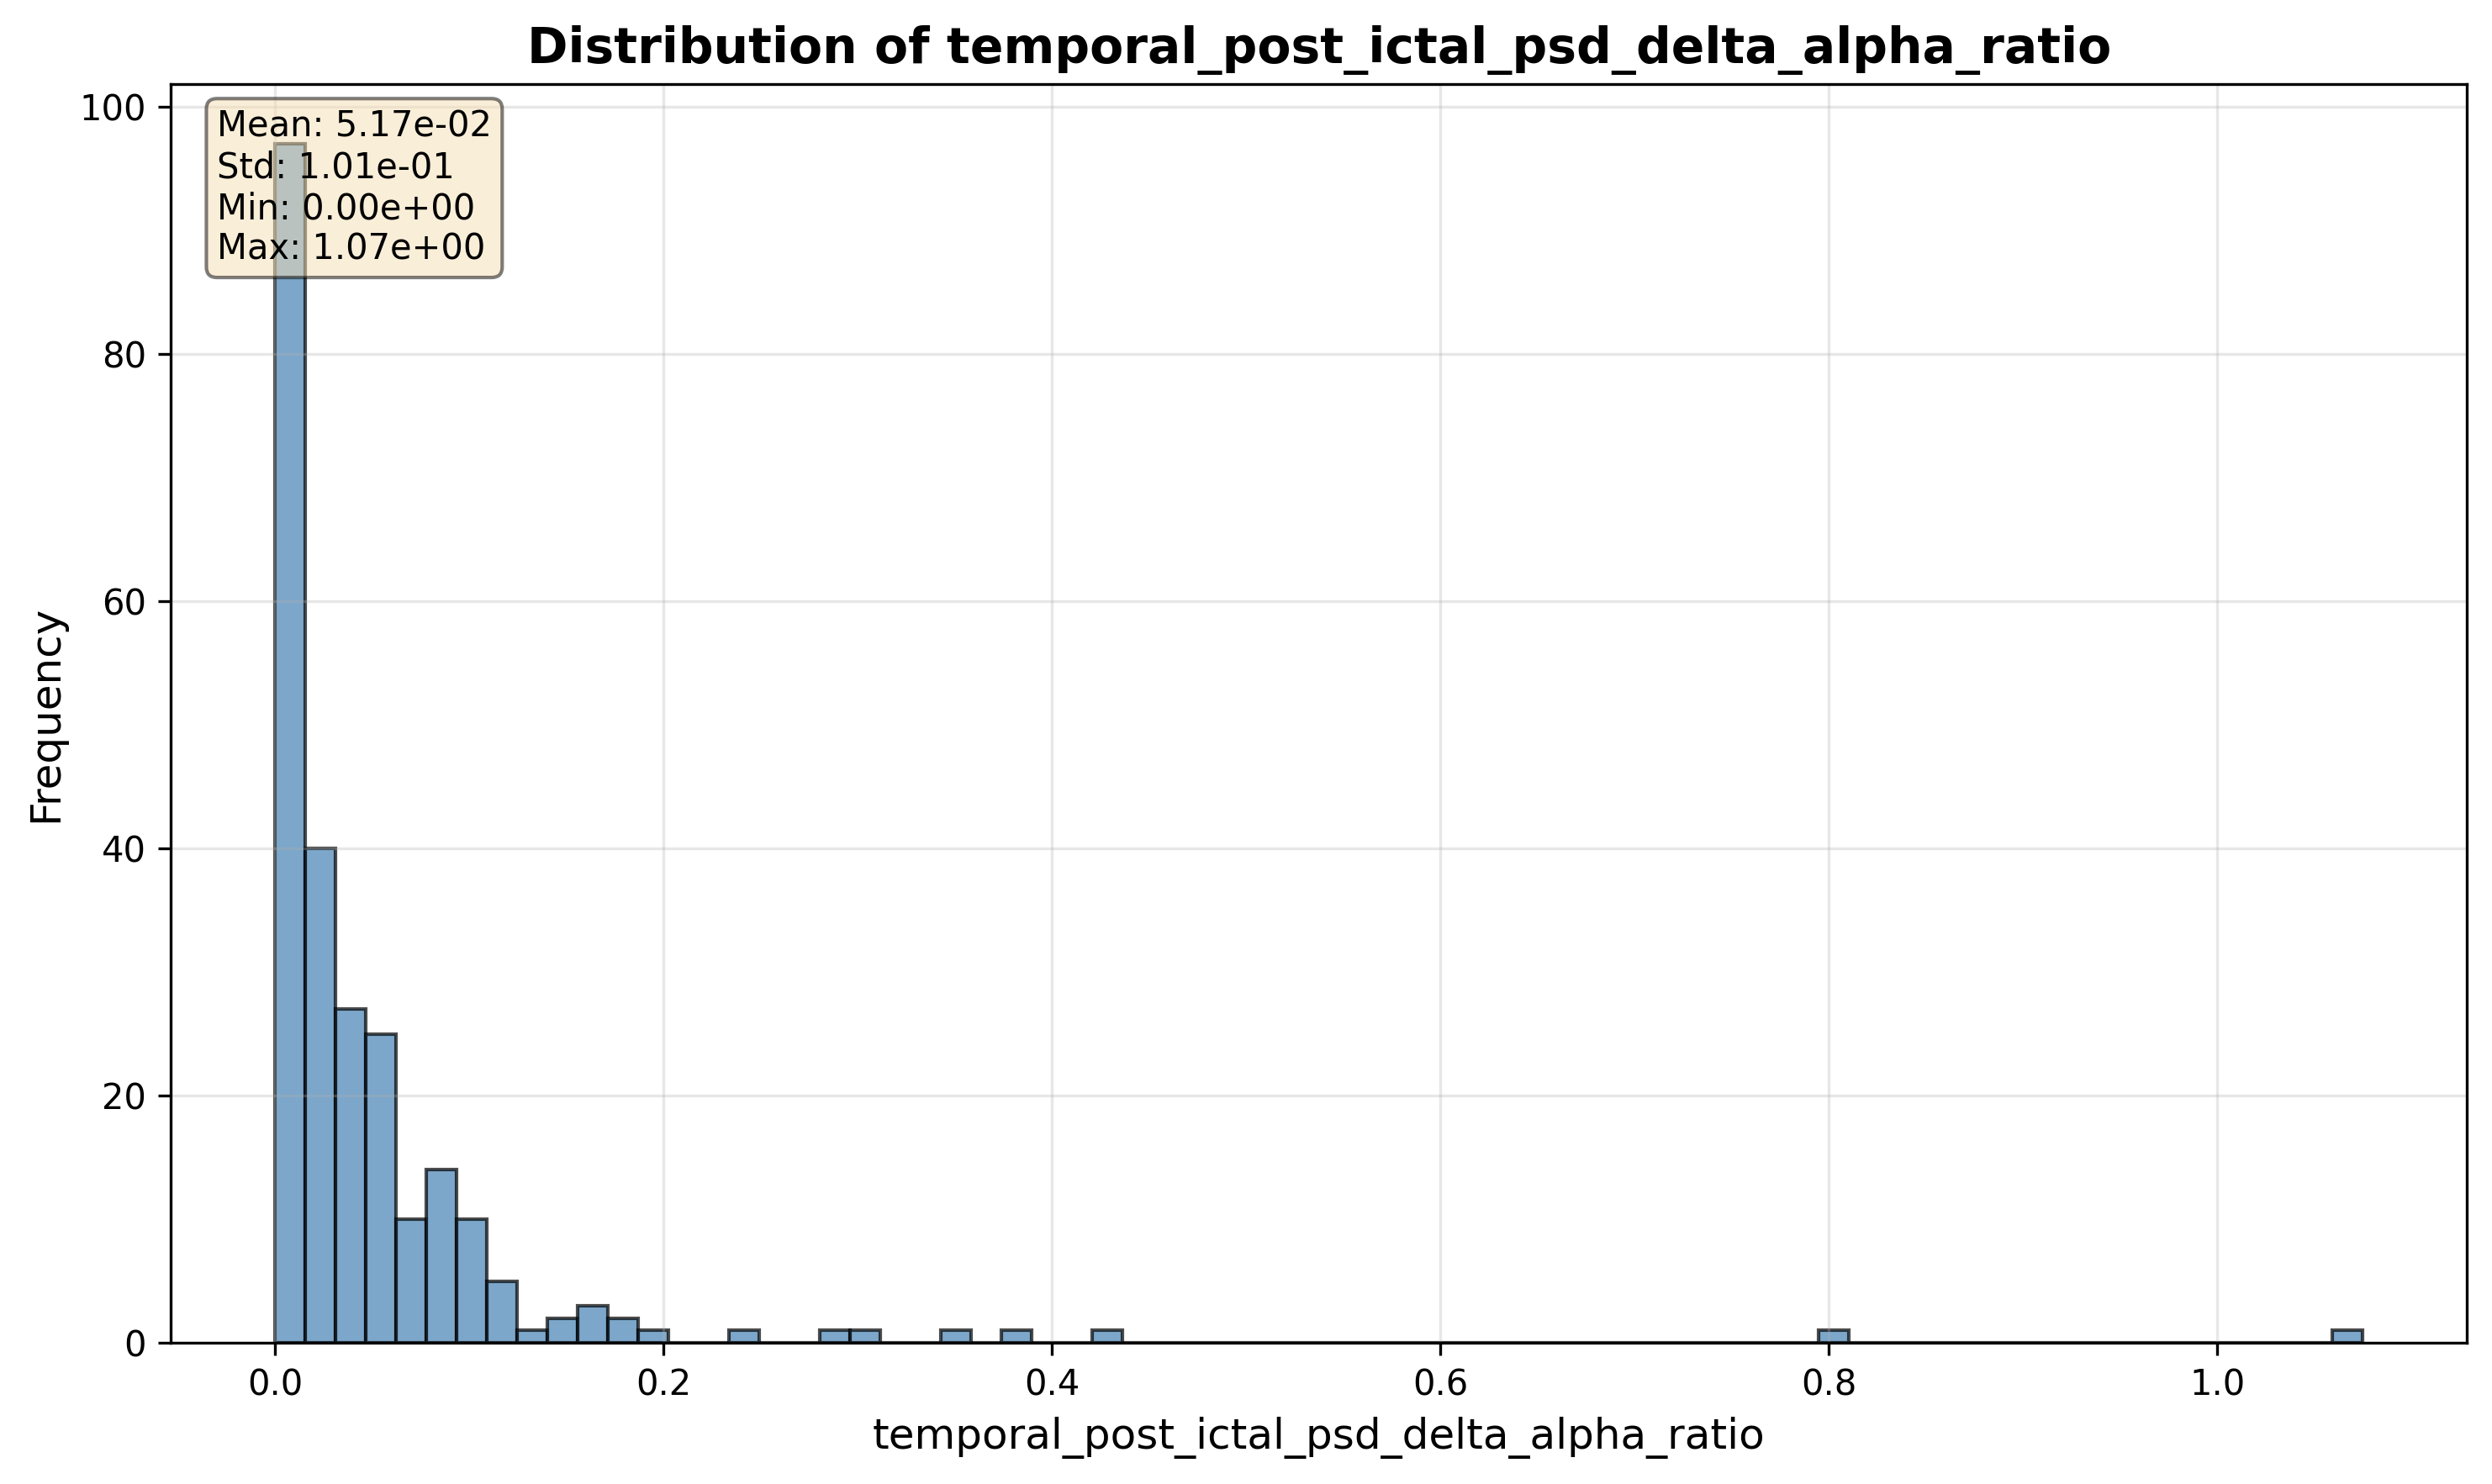 Distribution of temporal_post_ictal_psd_delta_alpha_ratio
Mean: 5.17e-02
Std: 1.01e-01
Min: 0.00e+00
Max: 1.07e+00
100
80
60
40
20
0
Frequency
0.0 0.2 0.4 0.6 0.8 1.0
temporal_post_ictal_psd_delta_alpha_ratio